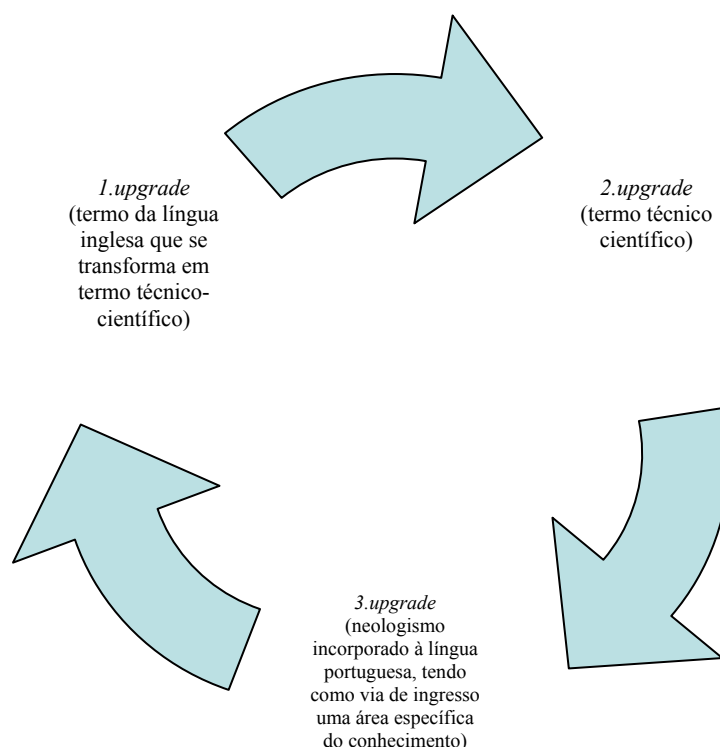 1.upgrade
(termo da língua
inglesa que se
transforma em
termo técnico-
científico)
2.upgrade
(termo técnico
científico)
3.upgrade
(neologismo
incorporado à língua
portuguesa, tendo
como via de ingresso
uma área específica
do conhecimento)